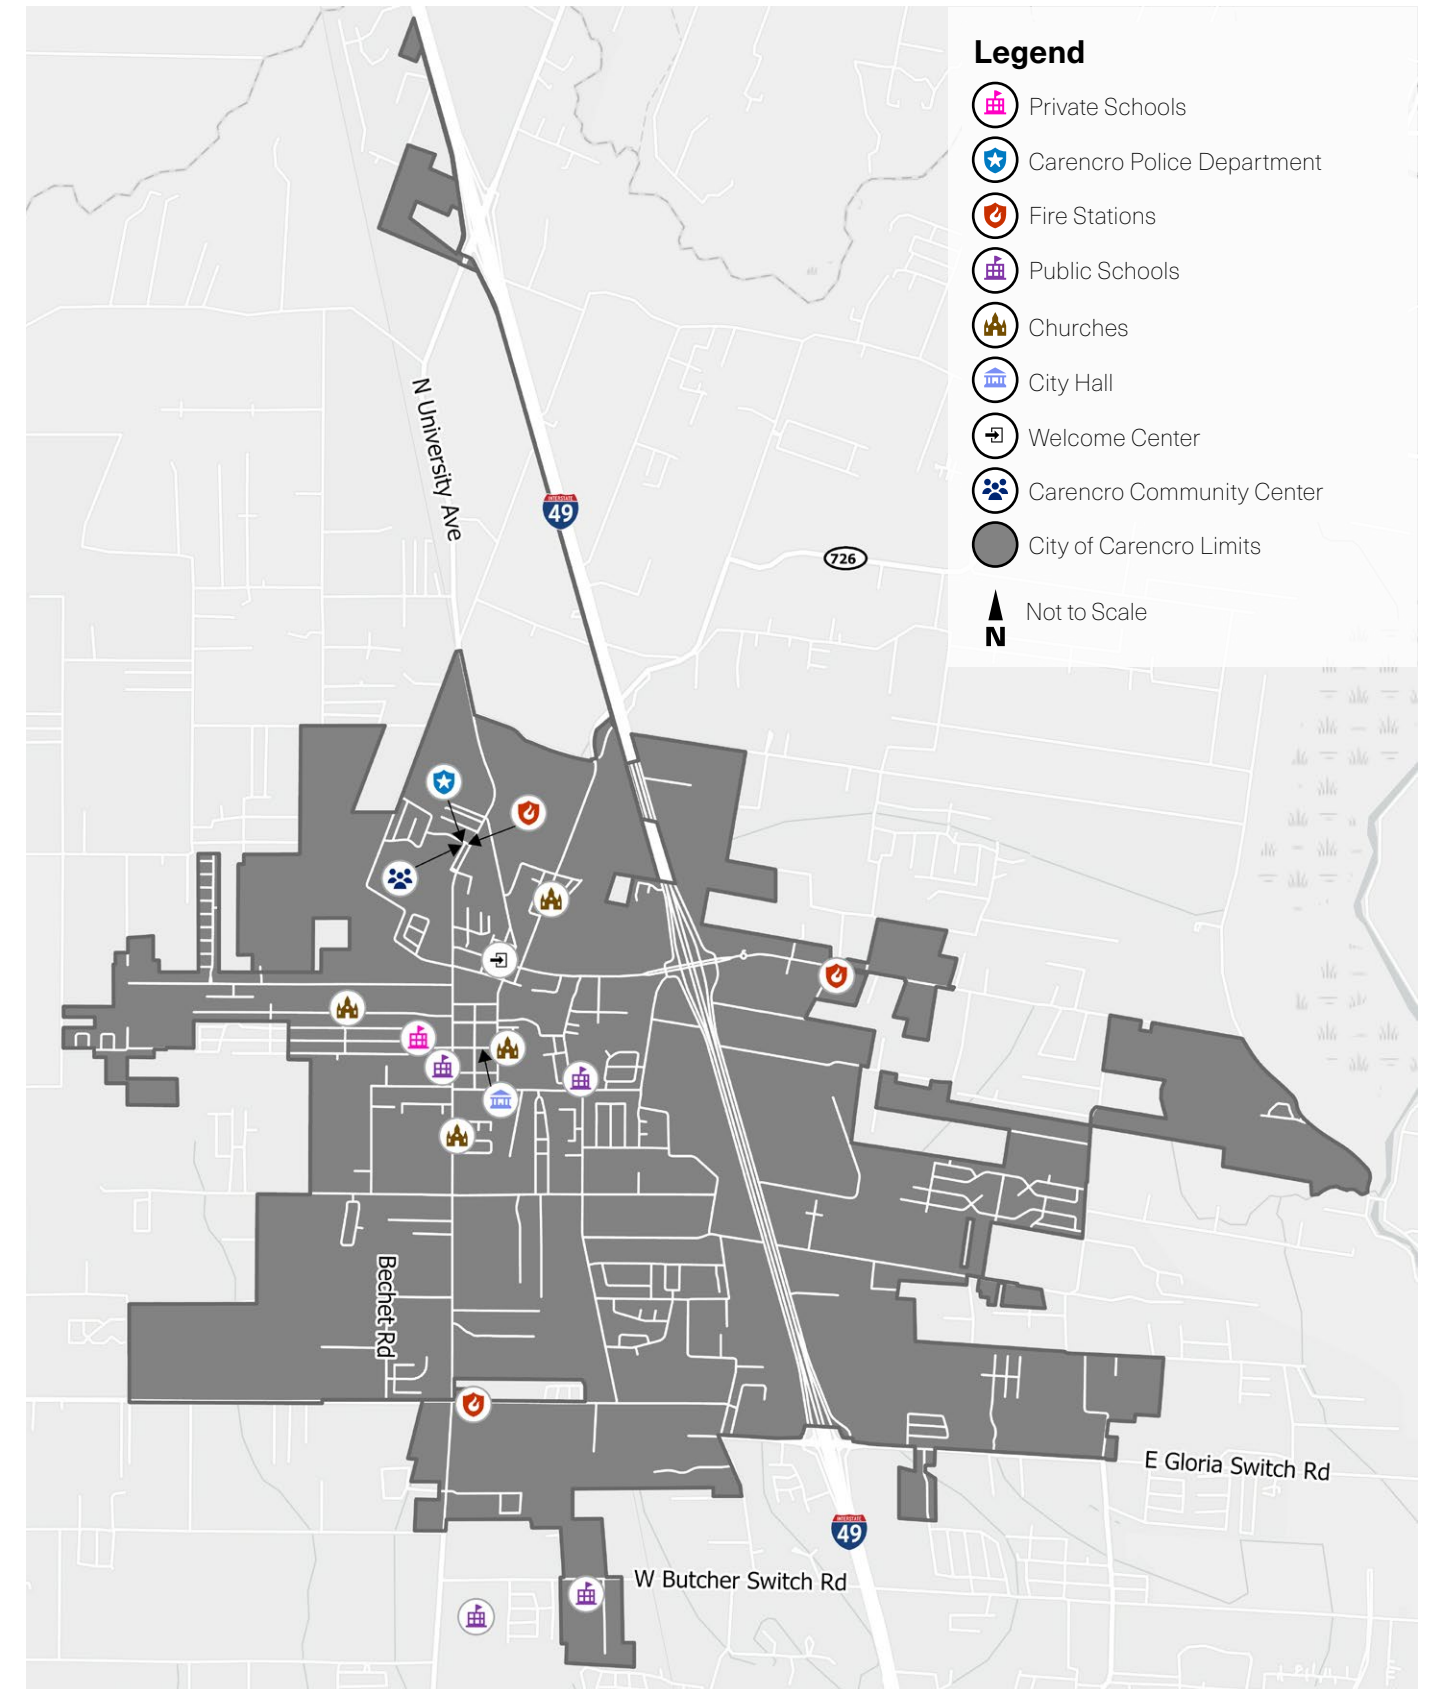 Legend
Private Schools
Carencro Police Department
Fire Stations
Public Schools
Churches
City Hall
Welcome Center
Carencro Community Center
City of Carencro Limits
Not to Scale
N
N University Ave
INTERSTATE
49
726
Bechet Rd
E Gloria Switch Rd
INTERSTATE
49
W Butcher Switch Rd